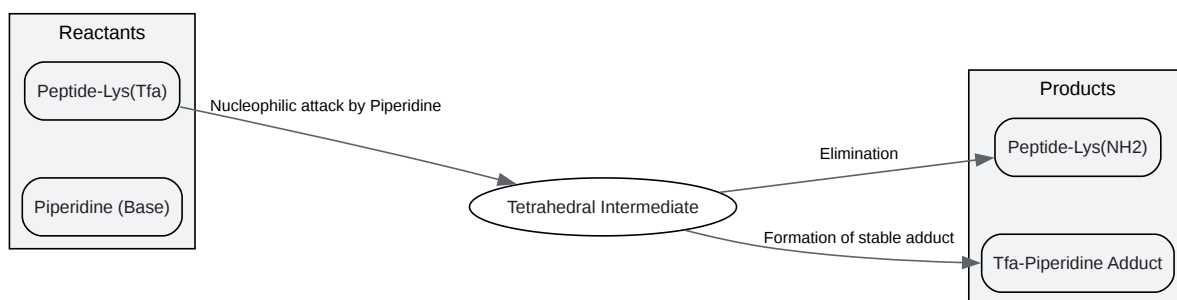 Reactants
Peptide-Lys(Tfa)
Piperidine (Base)
Nucleophilic attack by Piperidine
Tetrahedral Intermediate
Elimination
Formation of stable adduct
Products
Peptide-Lys(NH2)
Tfa-Piperidine Adduct